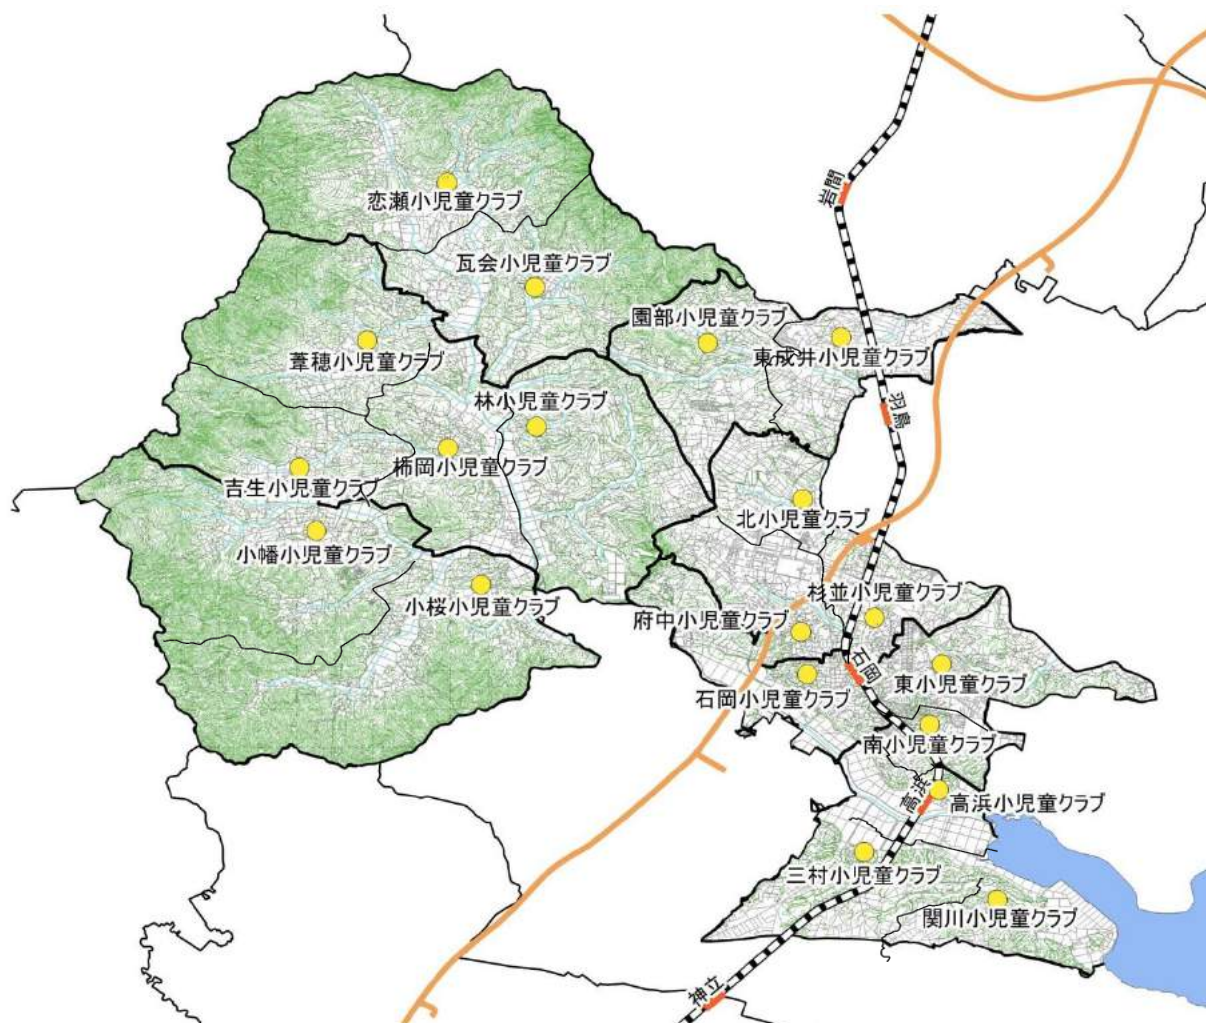 岩間
恋瀬小児童クラブ
瓦会小児童クラブ
園部小児童クラブ
東成井小児童クラブ
葦穂小児童クラブ
林小児童クラブ
羽鳥
柿岡小児童クラブ
吉生小児童クラブ
北小児童クラブ
小幡小児童クラブ
小桜小児童クラブ
杉並小児童クラブ
府中小児童クラブ
石岡
東小児童クラブ
石岡小児童クラブ
南小児童クラブ
高浜
高浜小児童クラブ
三村小児童クラブ
関川小児童クラブ
神立